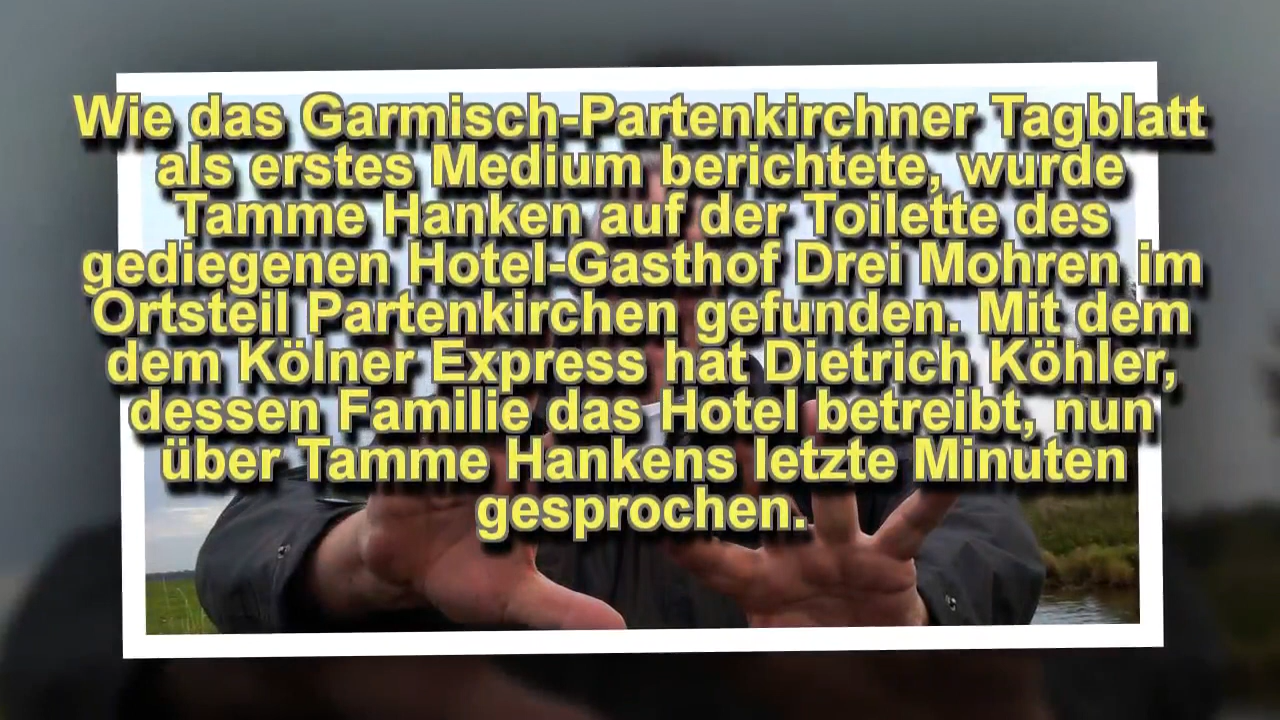 Wie das Garmisch-Partenkirchner Tagblatt
als erstes Medium berichtete, wurde
Tamme Hanken auf der Toilette des
gediegenen Hotel-Gasthof Drei Mohren im
Ortsteil Partenkirchen gefunden. Mit dem
dem Kölner Express hat Dietrich Köhler,
dessen Familie das Hotel betreibt, nun
über Tamme Hankens letzte Minuten
gesprochen.